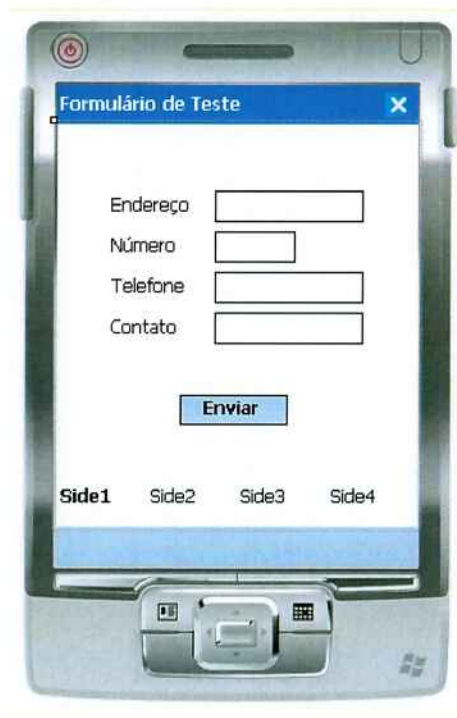 Formulário de Teste
Endereço
Número
Telefone
Contato
Enviar
Side1 Side2 Side3 Side4